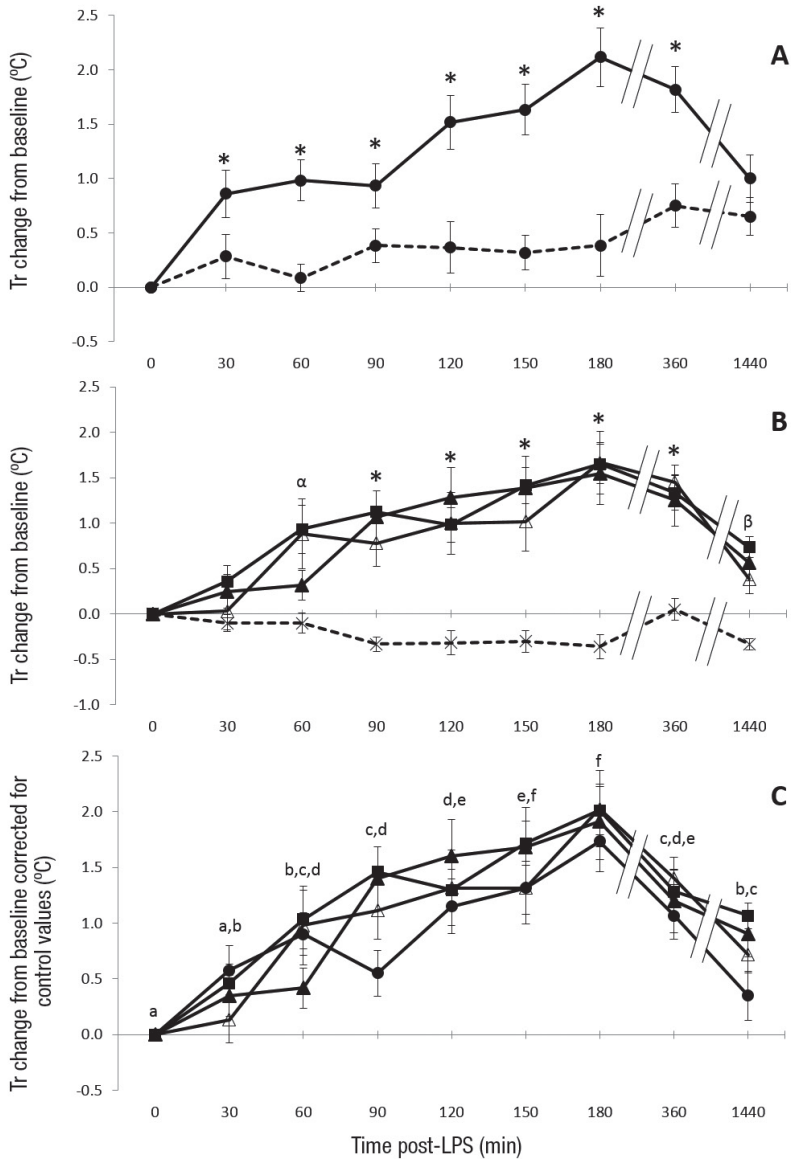 2.5
2.0
1.5
1.0
0.5
0.0
-0.5
Tr change from baseline (ºC)
A
* * * * * * * *
0 30 60 90 120 150 180 360 1440
2.5
2.0
1.5
1.0
0.5
0.0
-0.5
-1.0
Tr change from baseline (ºC)
B
α * * * * * β
0 30 60 90 120 150 180 360 1440
2.5
2.0
1.5
1.0
0.5
0.0
-0.5
Tr change from baseline corrected for
control values (ºC)
C
a a,b b,c,d c,d d,e e,f f c,d,e b,c
0 30 60 90 120 150 180 360 1440
Time post-LPS (min)